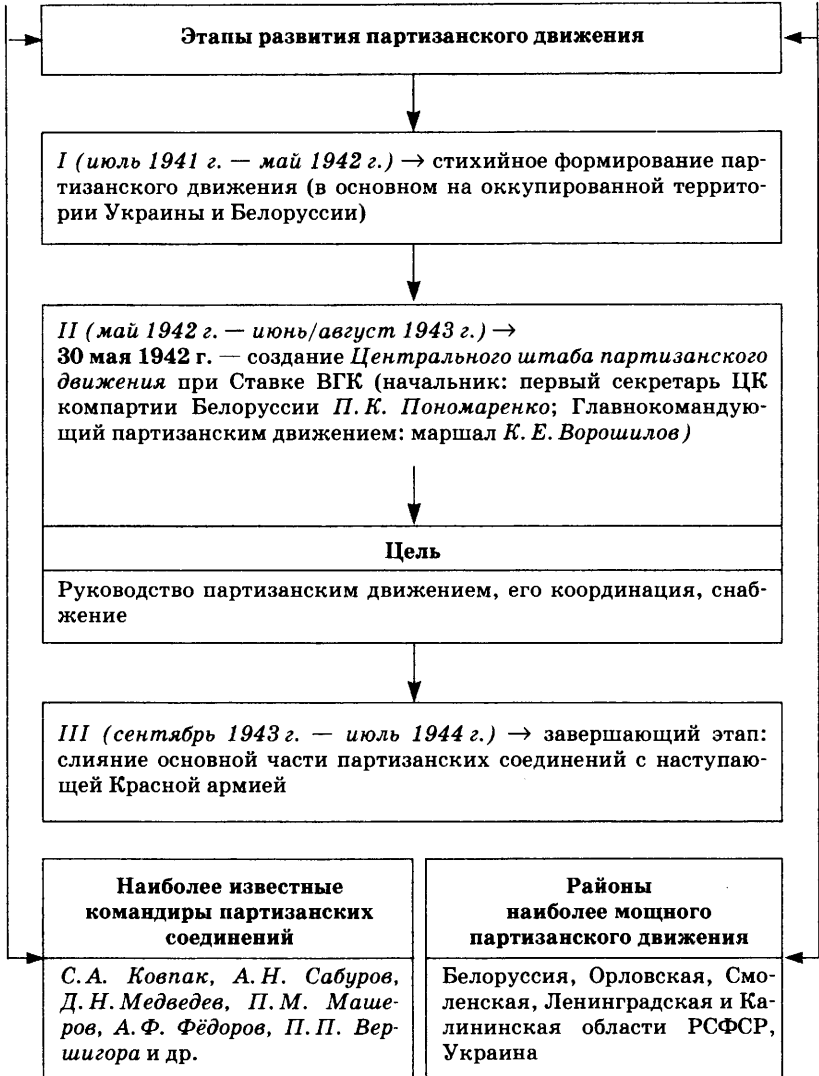 Этапы развития партизанского движения
I (июль 1941 г. — май 1942 г.) → стихийное формирование пар-
тизанского движения (в основном на оккупированной террито-
рии Украины и Белоруссии)
II (май 1942 г. — июнь/август 1943 г.) →
30 мая 1942 г. — создание Центрального штаба партизанского
движения при Ставке ВГК (начальник: первый секретарь ЦК
компартии Белоруссии П. К. Пономаренко; Главнокомандую-
щий партизанским движением: маршал К. Е. Ворошилов)
Цель
Руководство партизанским движением, его координация, снаб-
жение
III (сентябрь 1943 г. — июль 1944 г.) → завершающий этап:
слияние основной части партизанских соединений с наступаю-
щей Красной армией
Наиболее известные
командиры партизанских
соединений
С. А. Ковпак, А. Н. Сабуров,
Д. Н. Медведев, П. М. Маше-
ров, А. Ф. Фёдоров, П. П. Вер-
шигора и др.
Районы
наиболее мощного
партизанского движения
Белоруссия, Орловская, Смо-
ленская, Ленинградская и Ка-
лининская области РСФСР,
Украина